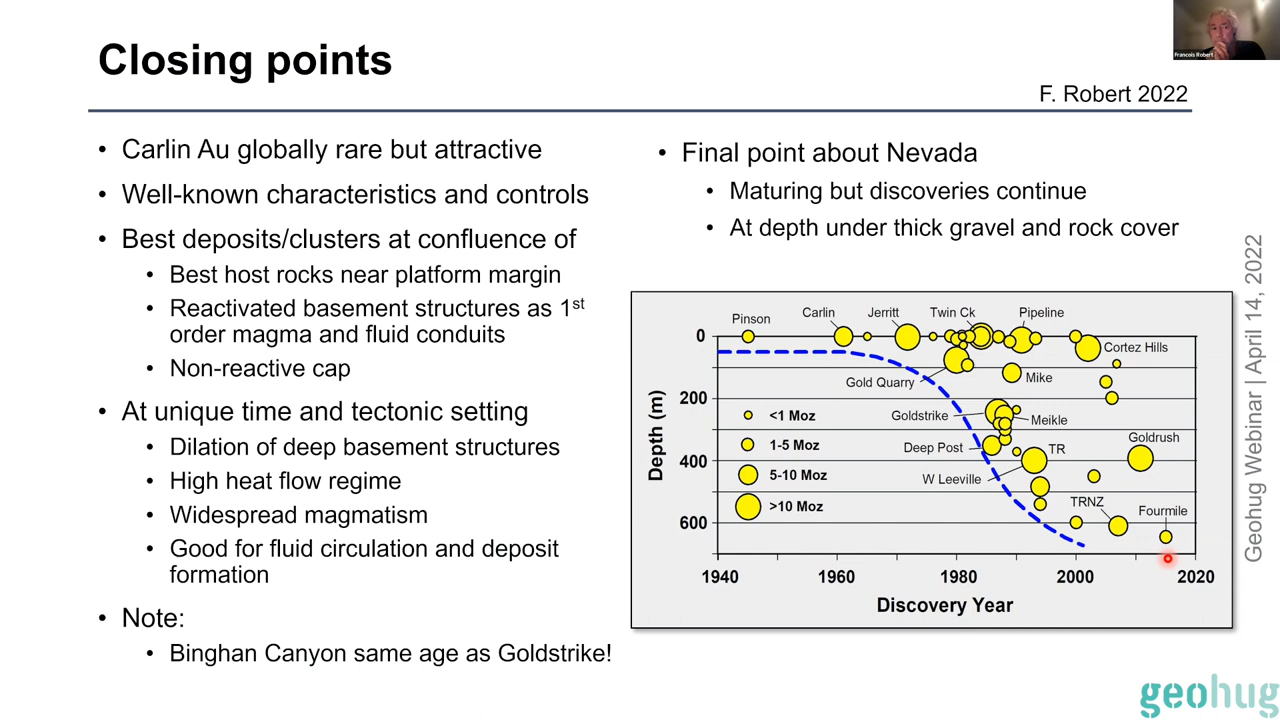 Closing points
Francois Robert
F. Robert 2022
• Carlin Au globally rare but attractive
• Well-known characteristics and controls
• Best deposits/clusters at confluence of
• Best host rocks near platform margin
• Reactivated basement structures as 1st
order magma and fluid conduits
• Non-reactive cap
• At unique time and tectonic setting
• Dilation of deep basement structures
• High heat flow regime
• Widespread magmatism
• Good for fluid circulation and deposit
formation
• Note:
• Binghan Canyon same age as Goldstrike!
• Final point about Nevada
• Maturing but discoveries continue
• At depth under thick gravel and rock cover
Pinson
Carlin
Jerritt
Twin Ck
Pipeline
Cortez Hills
Gold Quarry
Mike
Goldstrike
Meikle
Deep Post
TR
Goldrush
W Leeville
TRNZ
Fourmile
<1 Moz
1-5 Moz
5-10 Moz
>10 Moz
Depth (m)
0
200
400
600
1940
1960
1980
2000
2020
Discovery Year
Geohug Webinar | April 14, 2022
geohug